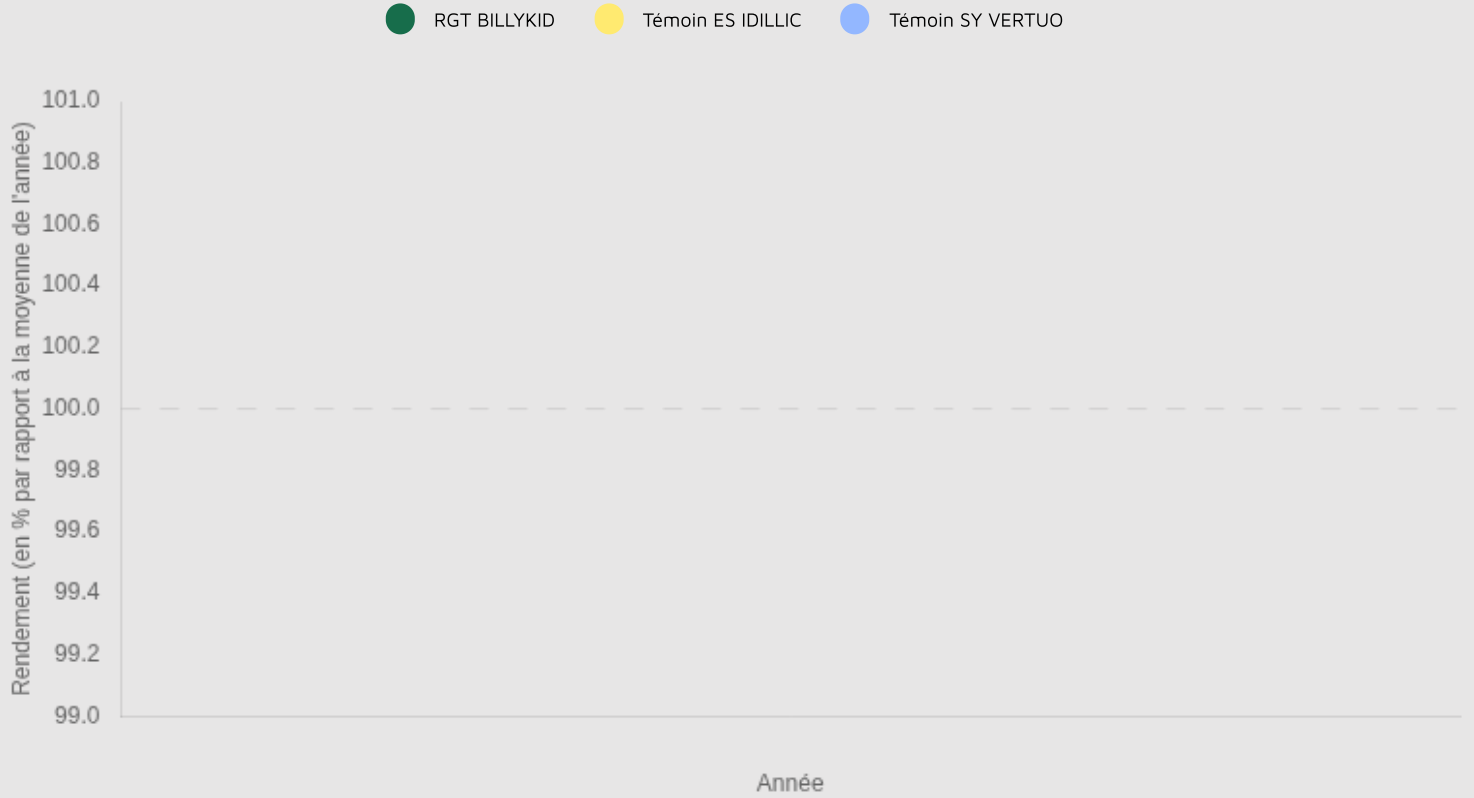 RGT BILLYKID
Témoin ES IDILLIC
Témoin SY VERTUO
Rendement (en % par rapport à la moyenne de l'année)
101.0
100.8
100.6
100.4
100.2
100.0
99.8
99.6
99.4
99.2
99.0
Année